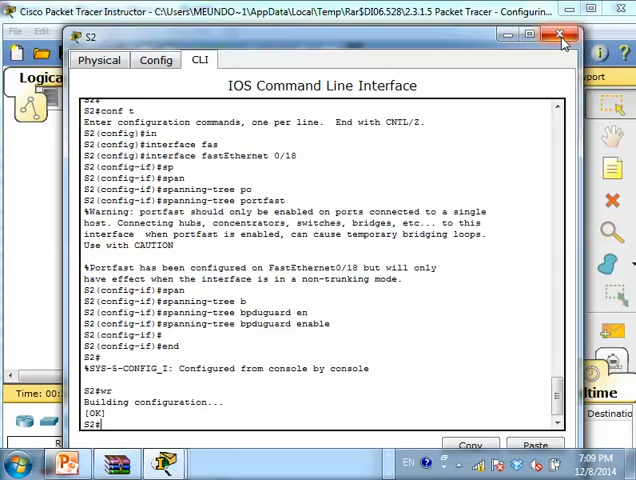 Cisco Packet Tracer Instructor - C:\Users\MEUNDO~1\AppData\Local\Temp\Rar$DI06.528\2.3.1.5 Packet Tracer - Configurin...
File
S2
Logica
Physical
Config
CLI
IOS Command Line Interface
S2#
S2#conf t
Enter configuration commands, one per line.  End with CNTL/Z.
S2(config)#in
S2(config)#interface fas
S2(config)#interface fastEthernet 0/18
S2(config-if)#sp
S2(config-if)#span
S2(config-if)#spanning-tree po
S2(config-if)#spanning-tree portfast
%Warning: portfast should only be enabled on ports connected to a single
host. Connecting hubs, concentrators, switches, bridges, etc... to this
interface  when portfast is enabled, can cause temporary bridging loops.
Use with CAUTION
%Portfast has been configured on FastEthernet0/18 but will only
have effect when the interface is in a non-trunking mode.
S2(config-if)#span
S2(config-if)#spanning-tree b
S2(config-if)#spanning-tree bpduguard en
S2(config-if)#spanning-tree bpduguard enable
S2(config-if)#
S2(config-if)#end
S2#
%SYS-5-CONFIG_I: Configured from console by console
S2#wr
Building configuration...
[OK]
S2#
Copy
Paste
port
Time: 00:
Destinatio
EN
7:09 PM
12/8/2014